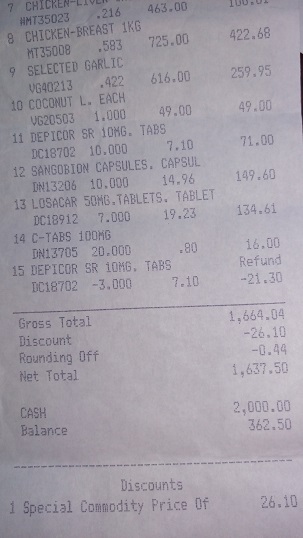 7 CHICKEN-LIVER
HMT35023 .216 463.00 100.01
8 CHICKEN-BREAST 1KG
MT35008 .583 725.00 422.68
9 SELECTED GARLIC
VG40213 .422 616.00 259.95
10 COCONUT L. EACH
VG20503 1.000 49.00 49.00
11 DEPICOR SR 10MG. TABS
DC18702 10.000 7.10 71.00
12 SANGOBION CAPSULES. CAPSUL
DN13206 10.000 14.96 149.60
13 LOSACAR 50MG.TABLETS. TABLET
DC18912 7.000 19.23 134.61
14 C-TABS 100MG
DN13705 20.000 .80 16.00
15 DEPICOR SR 10MG. TABS Refund
DC18702 -3.000 7.10 -21.30
Gross Total 1,664.04
Discount -26.10
Rounding Off -0.44
Net Total 1,637.50
CASH 2,000.00
Balance 362.50
Discounts
1 Special Commodity Price Of 26.10